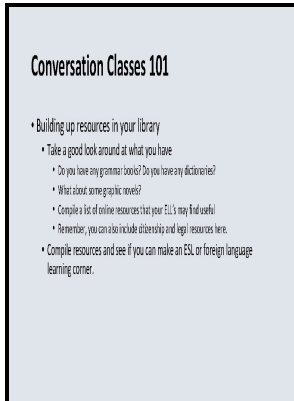 Conversation Classes 101
• Building up resources in your library
• Take a good look around at what you have
• Do you have any grammar books? Do you have any dictionaries?
• What about some graphic novels?
• Compile a list of online resources that your ELL's may find useful
• Remember, you can also include citizenship and legal resources here.
• Compile resources and see if you can make an ESL or foreign language
learning corner.